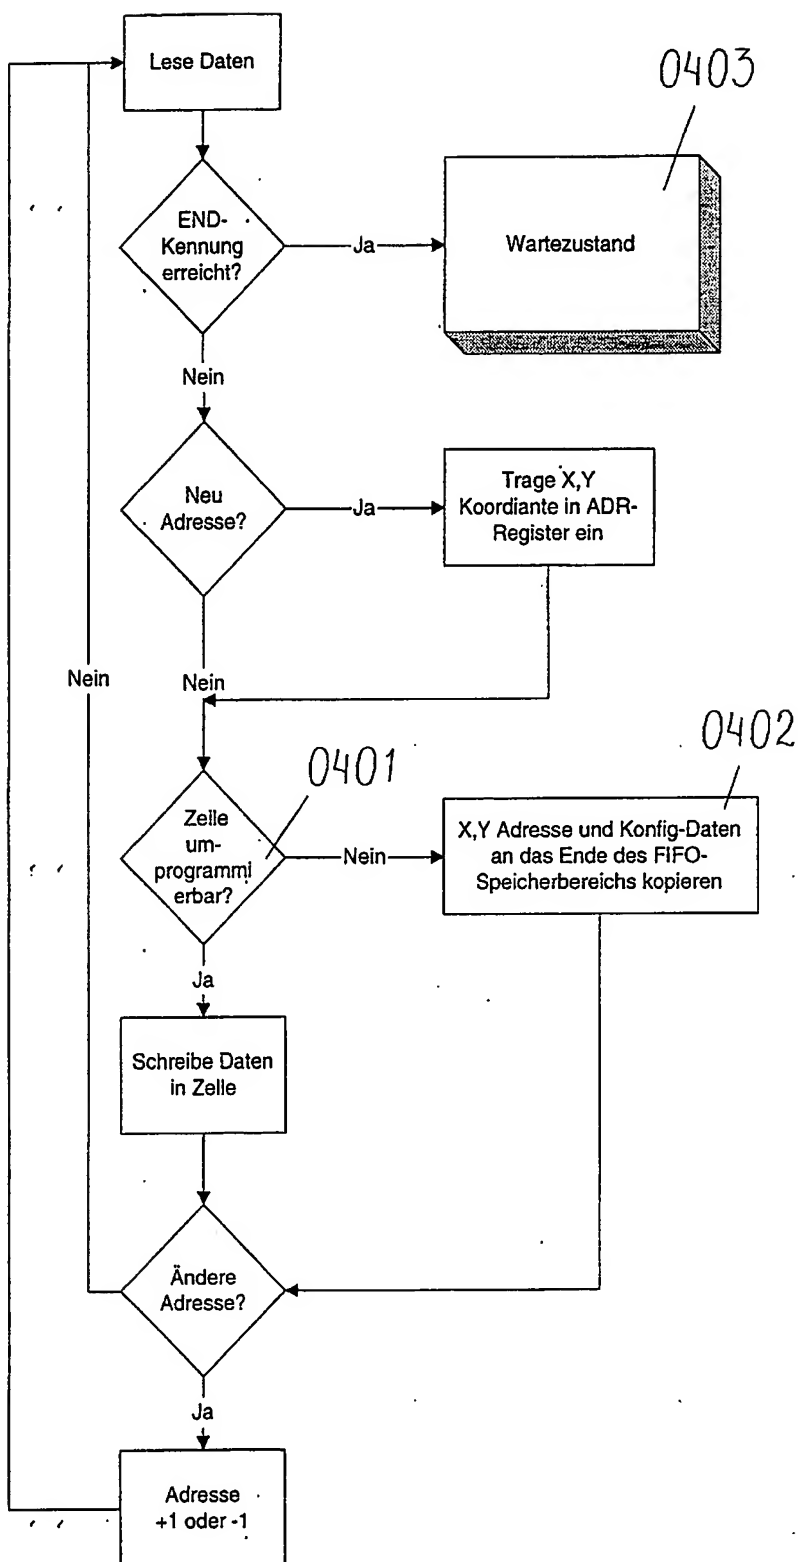 Lese Daten
0403
END-
Kennung
erreicht?
Ja
Wartezustand
Nein
Neu
Adresse?
Ja
Trage X,Y
Koordiante in ADR-
Register ein
Nein
Nein
0402
0401
Zelle
um-
programmi
erbar?
Nein
X,Y Adresse und Konfig-Daten
an das Ende des FIFO-
Speicherbereichs kopieren
Ja
Schreibe Daten
in Zelle
Ändere
Adresse?
Ja
Adresse
+1 oder -1